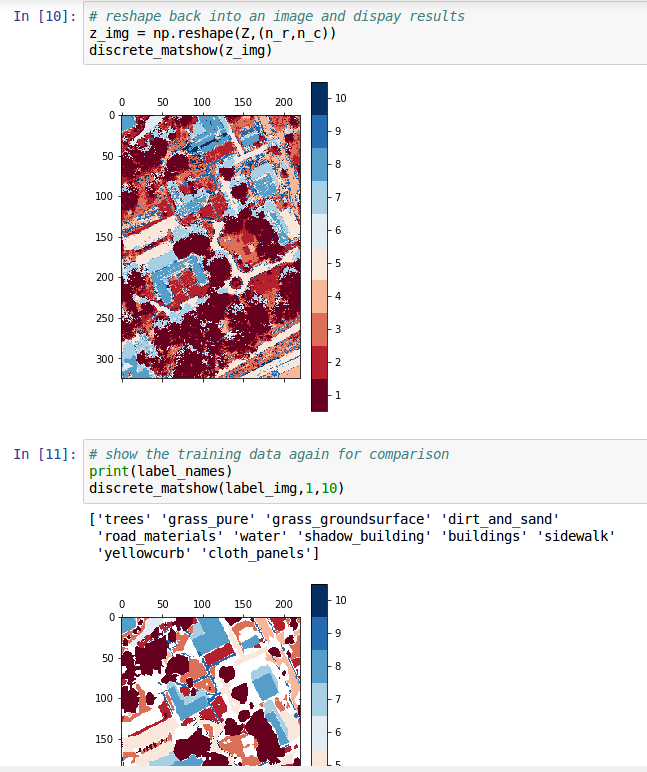 In [10]: # reshape back into an image and dispay results
z_img = np.reshape(Z,(n_r,n_c))
discrete_matshow(z_img)
0 50 100 150 200
0
50
100
150
200
250
300
10
9
8
7
6
5
4
3
2
1
In [11]: # show the training data again for comparison
print(label_names)
discrete_matshow(label_img,1,10)
['trees' 'grass_pure' 'grass_groundsurface' 'dirt_and_sand'
'road_materials' 'water' 'shadow_building' 'buildings' 'sidewalk'
'yellowcurb' 'cloth_panels']
0 50 100 150 200
0
50
100
150
10
9
8
7
6
5